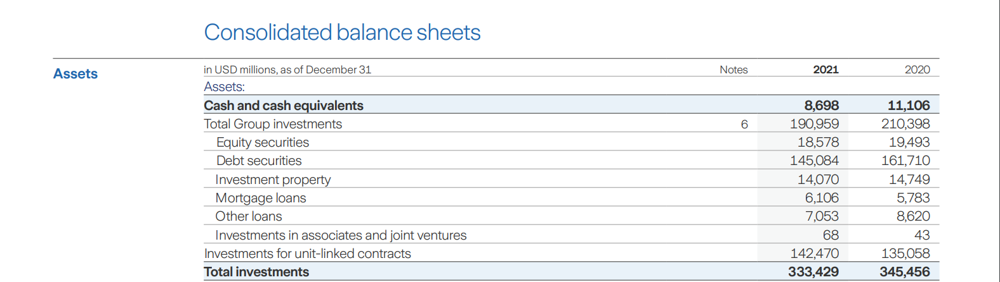 Consolidated balance sheets
Assets
in USD millions, as of December 31 Notes 2021 2020
Assets:
Cash and cash equivalents 8,698 11,106
Total Group investments 6 190,959 210,398
Equity securities 18,578 19,493
Debt securities 145,084 161,710
Investment property 14,070 14,749
Mortgage loans 6,106 5,783
Other loans 7,053 8,620
Investments in associates and joint ventures 68 43
Investments for unit-linked contracts 142,470 135,058
Total investments 333,429 345,456